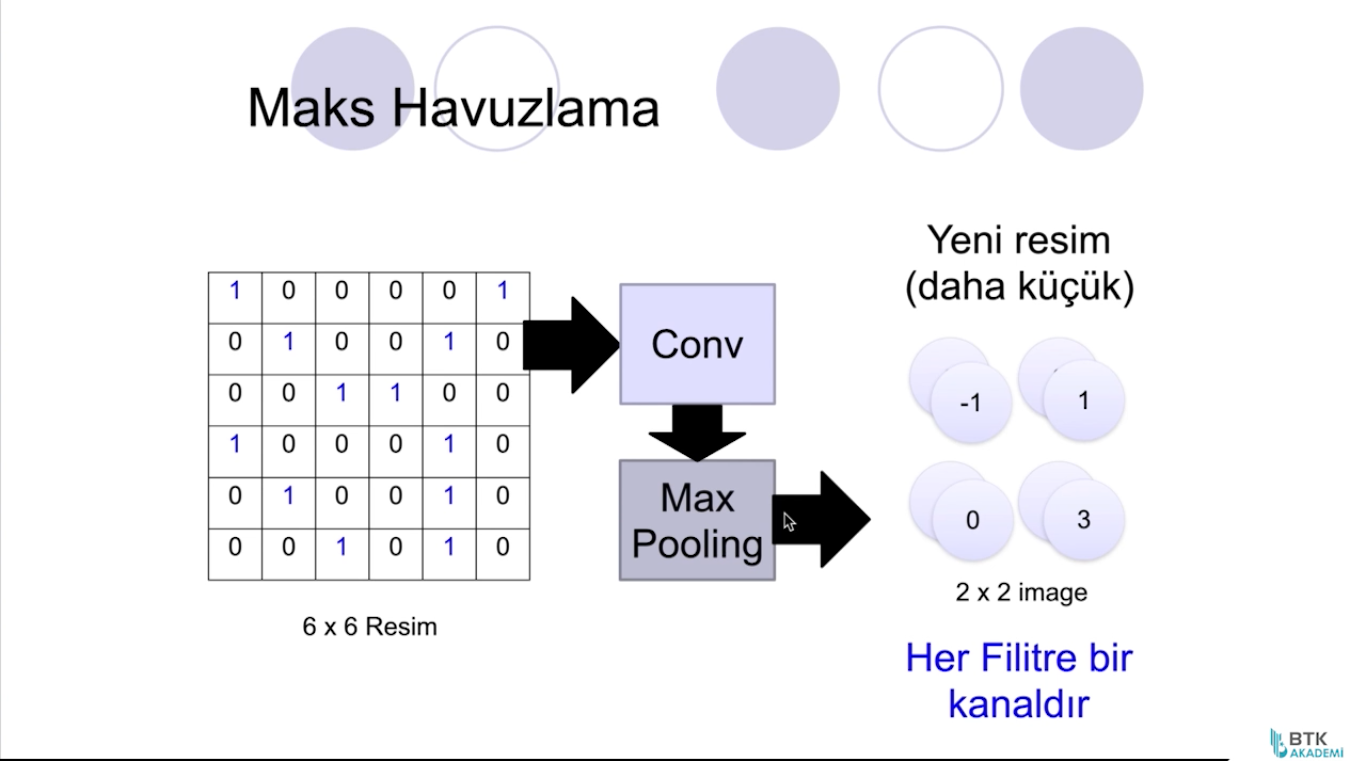 Maks Havuzlama
Yeni resim
(daha küçük)
1 0 0 0 0 1
0 1 0 0 1 0
0 0 1 1 0 0
1 0 0 0 1 0
0 1 0 0 1 0
0 0 1 0 1 0
6 x 6 Resim
Conv
Max
Pooling
-1 1
0 3
2 x 2 image
Her Filitre bir
kanaldır
BTK
AKADEMİ